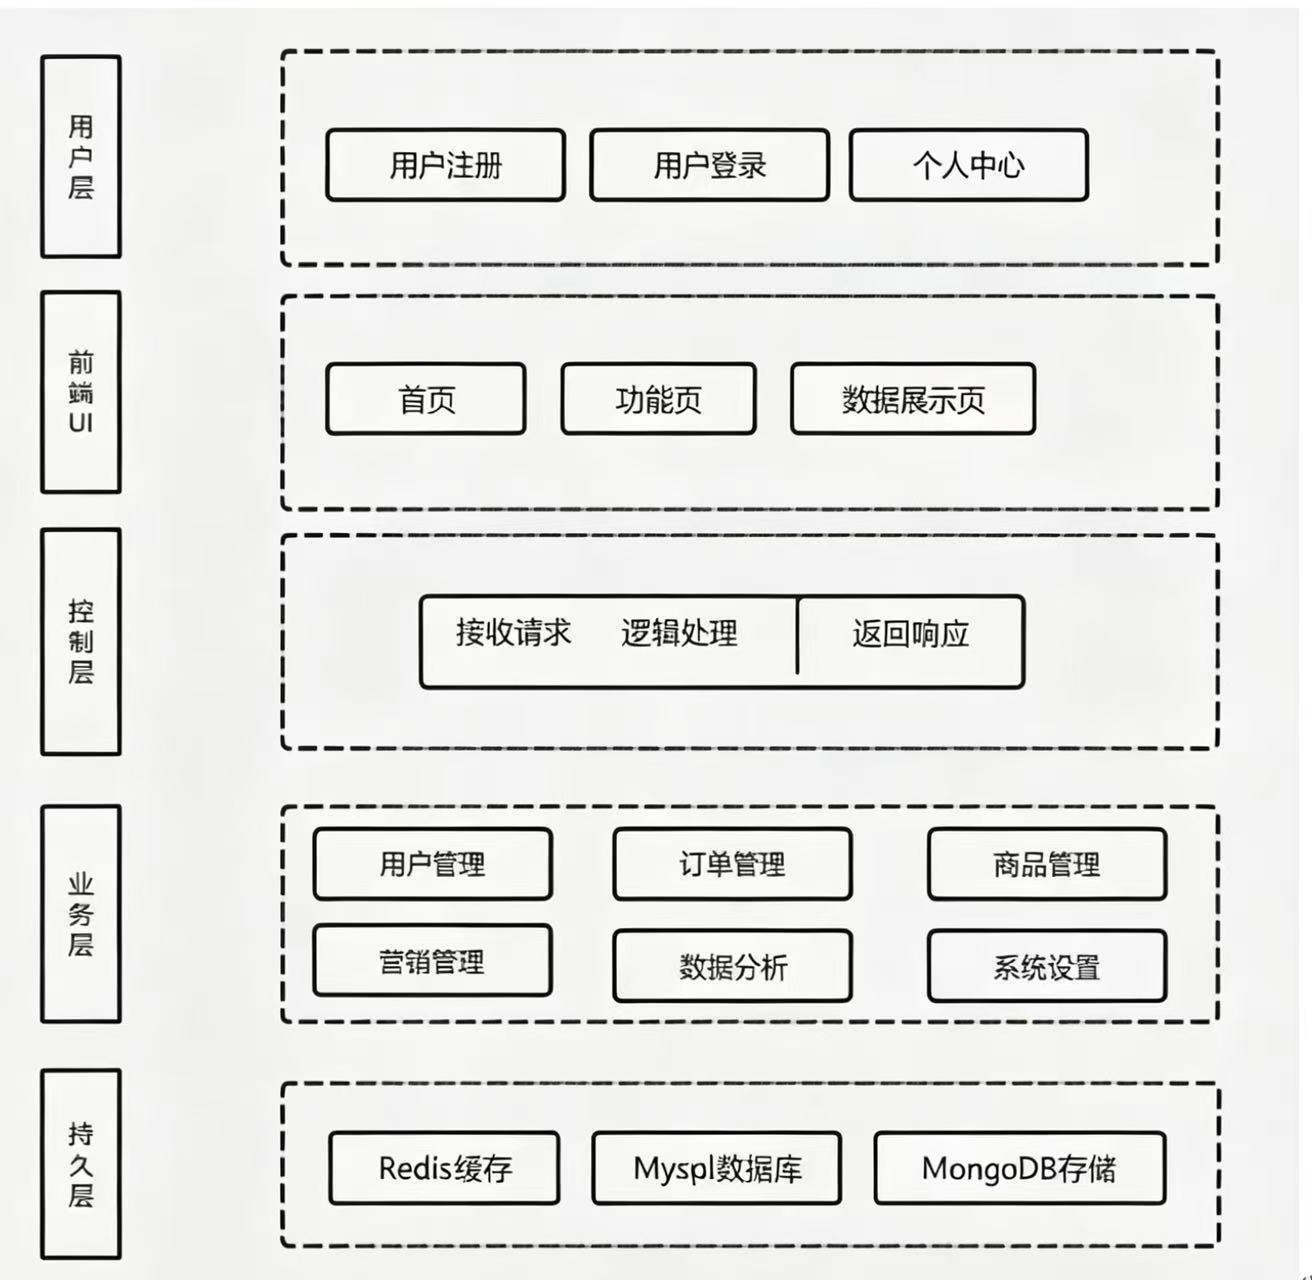 用户层
用户注册 用户登录 个人中心
前端UI
首页 功能页 数据展示页
控制层
接收请求 逻辑处理 返回响应
业务层
用户管理 订单管理 商品管理
营销管理 数据分析 系统设置
持久层
Redis缓存 Myspl数据库 MongoDB存储